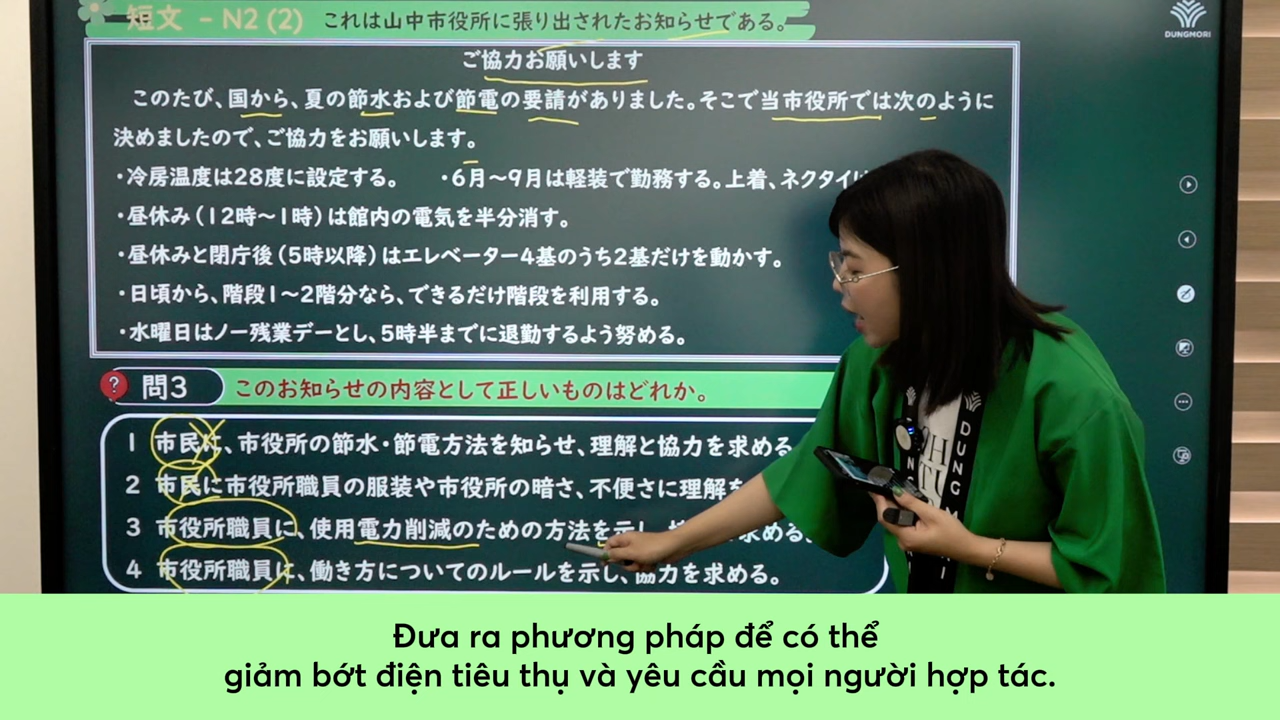 短文 - N2 (2) これは山中市役所に張り出されたお知らせである。
DUNGMORI
ご協力お願いします
このたび、国から、夏の節水および節電の要請がありました。そこで当市役所では次のように
決めましたので、ご協力をお願いします。
・冷房温度は28度に設定する。 ・6月～9月は軽装で勤務する。上着、ネクタイ
・昼休み(12時～1時)は館内の電気を半分消す。
・昼休みと閉庁後(5時以降)はエレベーター4基のうち2基だけを動かす。
・日頃から、階段1～2階分なら、できるだけ階段を利用する。
・水曜日はノー残業デーとし、5時半までに退勤するよう努める。
? 問3 このお知らせの内容として正しいものはどれか。
1 市民に、市役所の節水・節電方法を知らせ、理解と協力を求める
2 市民に市役所職員の服装や市役所の暗さ、不便さに理解を
3 市役所職員に、使用電力削減のための方法を示し、 求める。
4 市役所職員に、働き方についてのルールを示し、協力を求める。
Đưa ra phương pháp để có thể
giảm bớt điện tiêu thụ và yêu cầu mọi người hợp tác.